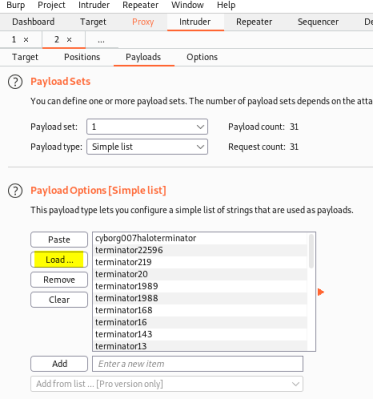 Burp Project Intruder Repeater Window Help
Dashboard Target Proxy Intruder Repeater Sequencer
1 × 2 × ...
Target Positions Payloads Options
? Payload Sets
You can define one or more payload sets. The number of payload sets depends on the atta
Payload set: 1 Payload count: 31
Payload type: Simple list Request count: 31
? Payload Options [Simple list]
This payload type lets you configure a simple list of strings that are used as payloads.
Paste
Load ...
Remove
Clear
cyborg007haloterminator
terminator22596
terminator219
terminator20
terminator1989
terminator1988
terminator168
terminator16
terminator143
terminator13
Add Enter a new item
Add from list ... [Pro version only]